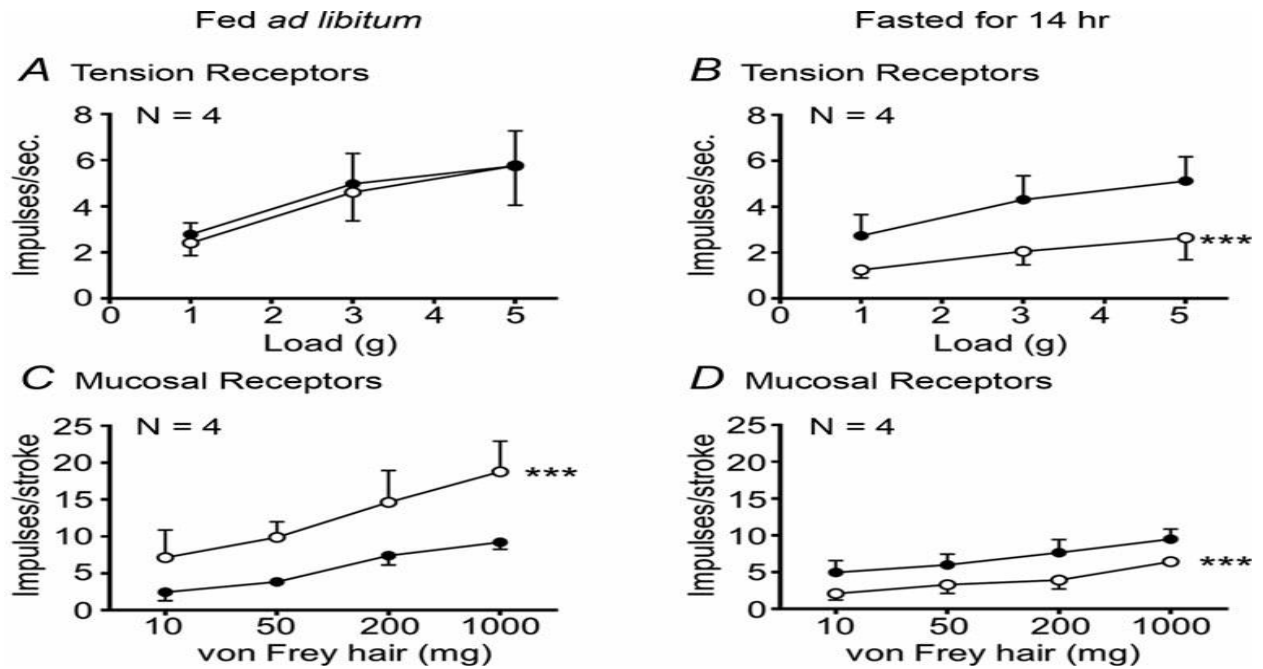 Fed ad libitum
Fasted for 14 hr
A Tension Receptors
N = 4
Impulses/sec.
8
6
4
2
0
0 1 2 3 4 5
Load (g)
B Tension Receptors
N = 4
Impulses/sec.
8
6
4
2
0
***
0 1 2 3 4 5
Load (g)
C Mucosal Receptors
N = 4
Impulses/stroke
25
20
15
10
5
0
***
10 50 200 1000
von Frey hair (mg)
D Mucosal Receptors
N = 4
Impulses/stroke
25
20
15
10
5
0
***
10 50 200 1000
von Frey hair (mg)